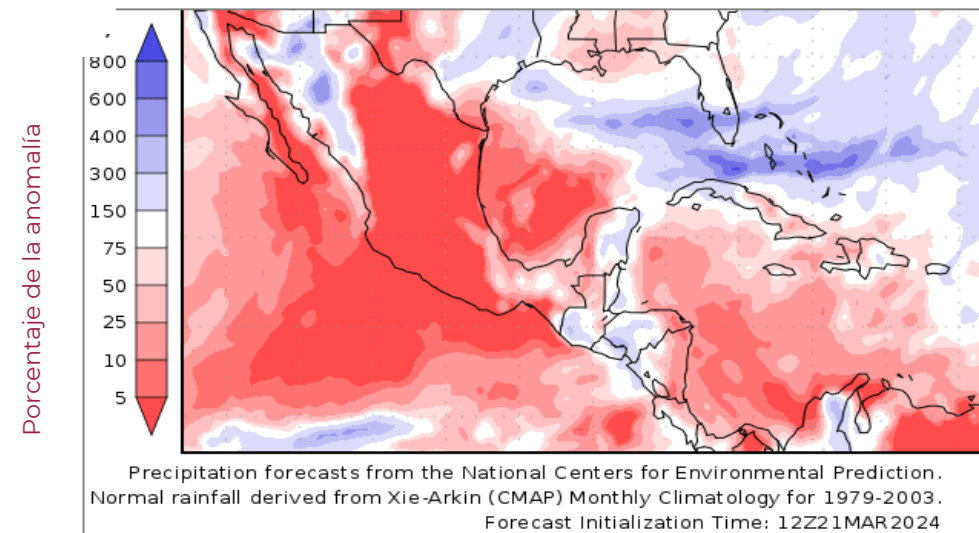 Porcentaje de la anomalía
800
600
400
300
150
75
50
25
10
5
Precipitation forecasts from the National Centers for Environmental Prediction.
Normal rainfall derived from Xie-Arkin (CMAP) Monthly Climatology for 1979-2003.
Forecast Initialization Time: 12Z21MAR2024